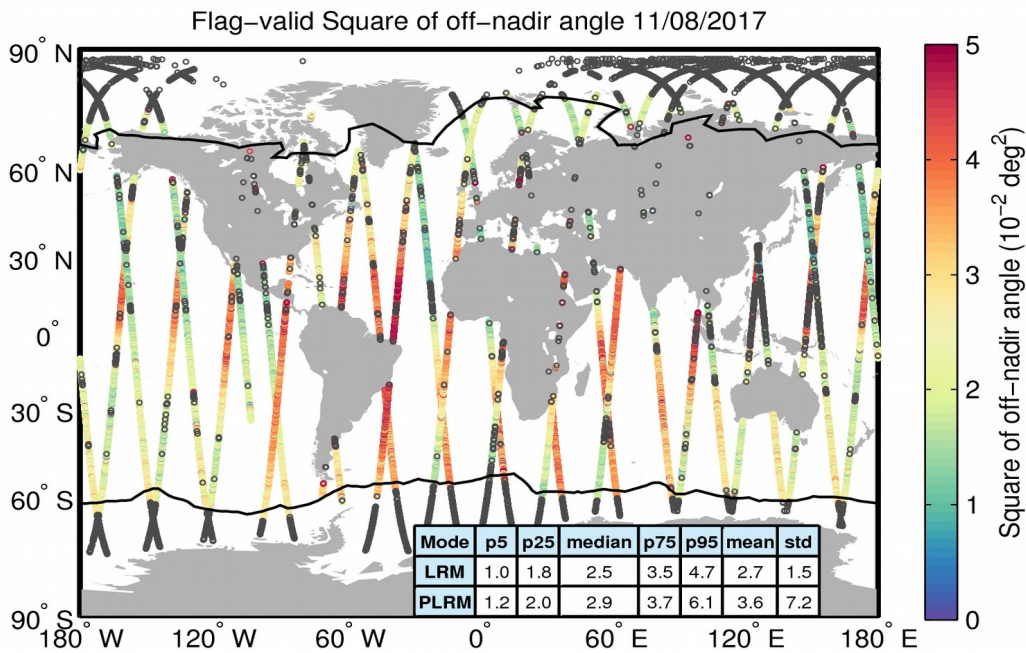 Flag−valid Square of off−nadir angle 11/08/2017
90° N
60° N
30° N
0°
30° S
60° S
90° S
180° W
120° W
60° W
0°
60° E
120° E
180° E
Mode p5 p25 median p75 p95 mean std
LRM 1.0 1.8 2.5 3.5 4.7 2.7 1.5
PLRM 1.2 2.0 2.9 3.7 6.1 3.6 7.2
5
4
3
2
1
0
Square of off−nadir angle (10⁻² deg²)